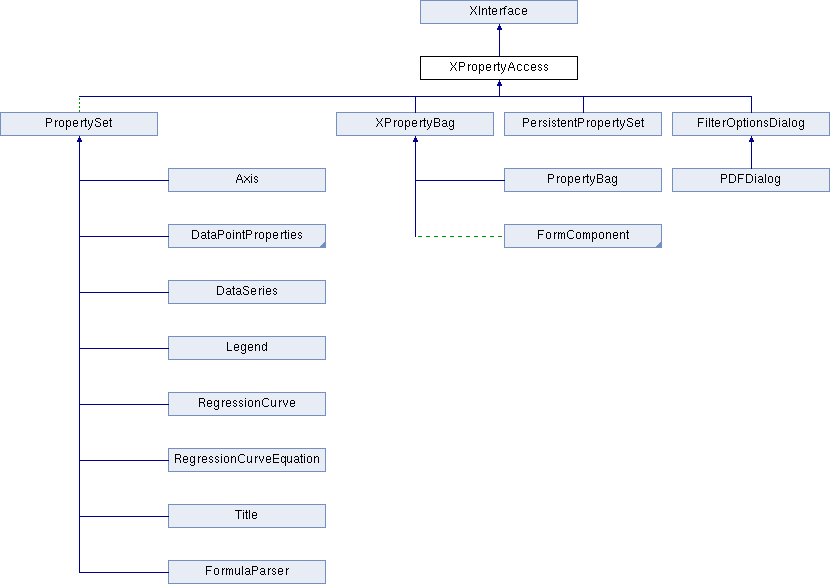 XInterface
XPropertyAccess
PropertySet
XPropertyBag
PersistentPropertySet
FilterOptionsDialog
Axis
PropertyBag
PDFDialog
DataPointProperties
FormComponent
DataSeries
Legend
RegressionCurve
RegressionCurveEquation
Title
FormulaParser